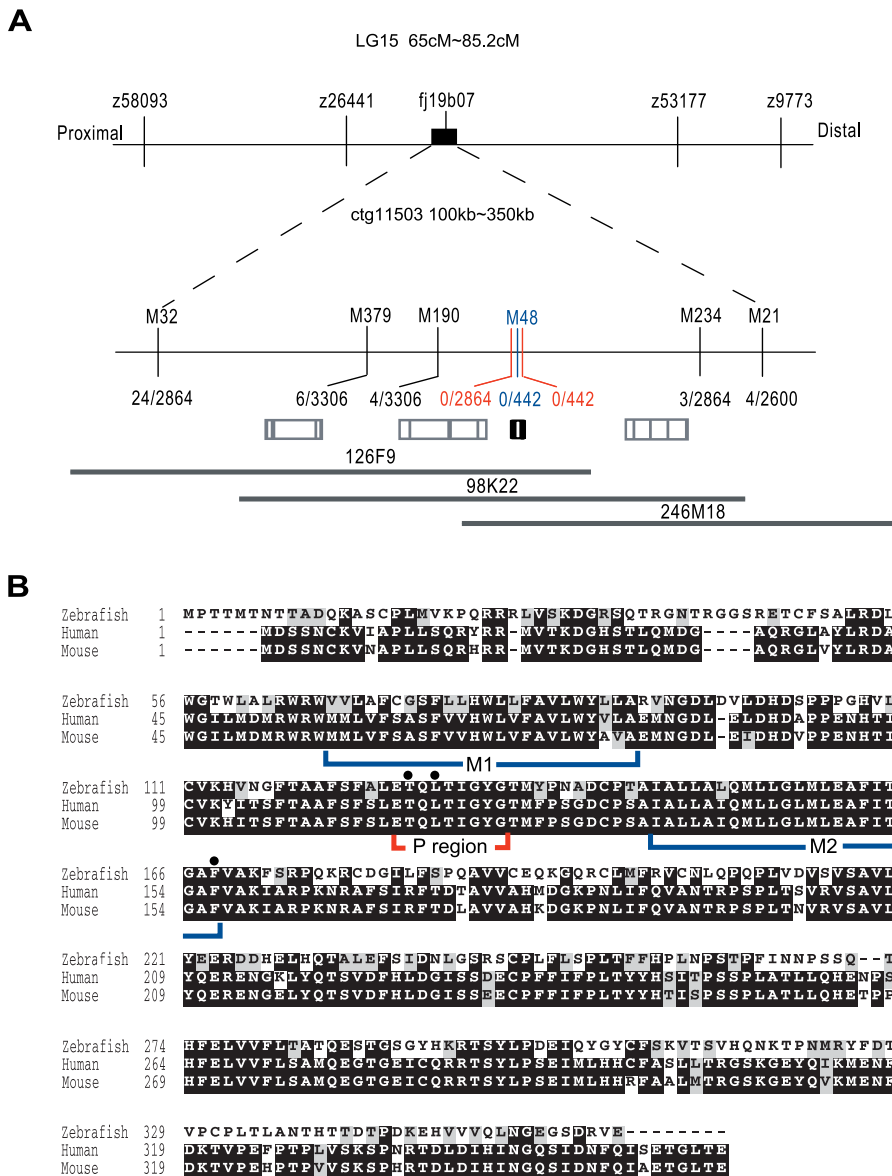 A
LG15 65cM~85.2cM
z58093 z26441 fj19b07 z53177 z9773
Proximal Distal
ctg11503 100kb~350kb
M32 M379 M190 M48 M234 M21
24/2864 6/3306 4/3306 0/2864 0/442 0/442 3/2864 4/2600
126F9
98K22
246M18
B
Zebrafish 1 MPTTMTNTTADQKASCPLMVKPQRRRLVSKDGRSQTRGNTRGGSRETCFSALRDL
Human 1 ------MDSSNCKVIAPLLSQRYRR-MVTKDGHSTLQMDG----AQRGLAYLRDA
Mouse 1 ------MDSSNCKVNAPLLSQRHRR-MVTKDGHSTLQMDG----AQRGLVYLRDA
Zebrafish 56 WGTWLALRWRWVVLAFCGSFLLHWLLFAVLWYLLARVNGDLDVLDHDSPPPGHVL
Human 45 WGILMDMRWRWMMLVFSASFVVHWLVFAVLWYVLAEMNGDL-ELDHDAPPENHTI
Mouse 45 WGILMDMRWRWMMLVFSASFVVHWLVFAVLWYAVAEMNGDL-EIDHDVPPENHTI
M1
Zebrafish 111 CVKHVNGFTAAFSFALETQLTIGYGTMYPNADCPTAIALLALQMLLGLMLEAFIT
Human 99 CVKYITSFTAAFSFSLETQLTIGYGTMFPSGDCPSAIALLAIQMLLGLMLEAFIT
Mouse 99 CVKHITSFTAAFSFSLETQLTIGYGTMFPSGDCPSAIALLAIQMLLGLMLEAFIT
P region M2
Zebrafish 166 GAFVAKFSRPQKRCDGILFSPQAVVCEQKGQRCLMFRVCNLQPQPLVDVSVSAVL
Human 154 GAFVAKIARPKNRAFSIRFTDTAVVAHMDGKPNLIFQVANTRPSPLTSVRVSAVL
Mouse 154 GAFVAKIARPKNRAFSIRFTDLAVVAHKDGKPNLIFQVANTRPSPLTNVRVSAVL
Zebrafish 221 YEERDDHELHQTALEFSIDNLGSRSCPLFLSPLTFFHPLNPSTPFINNPSSQ--T
Human 209 YQERENGKLYQTSVDFHLDGISSDECPFFIFPLTYYHSITPSSPLATLLQHENPS
Mouse 209 YQERENGELYQTSVDFHLDGISSEECPFFIFPLTYYHTISPSSPLATLLQHETPP
Zebrafish 274 HFELVVFLTATQESTGSGYHKRTSYLPDEIQYGYCFSKVTSVHQNKTPNMRYFDT
Human 264 HFELVVFLSAMQEGTGEICQRRTSYLPSEIMLHHCFASLLTRGSKGEYQIKMENF
Mouse 269 HFELVVFLSAMQEGTGEICQRRTSYLPSEIMLHHRFAALMTRGSKGEYQVKMENF
Zebrafish 329 VPCPLTLANTHTTDTPDKEHVVVQLNGEGSDRVE-------
Human 319 DKTVPEFPTPLVSKSPNRTDLDIHINGQSIDNFQISETGLTE
Mouse 319 DKTVPEHPTPVVSKSPHRTDLDIHINGQSIDNFQIAETGLTE